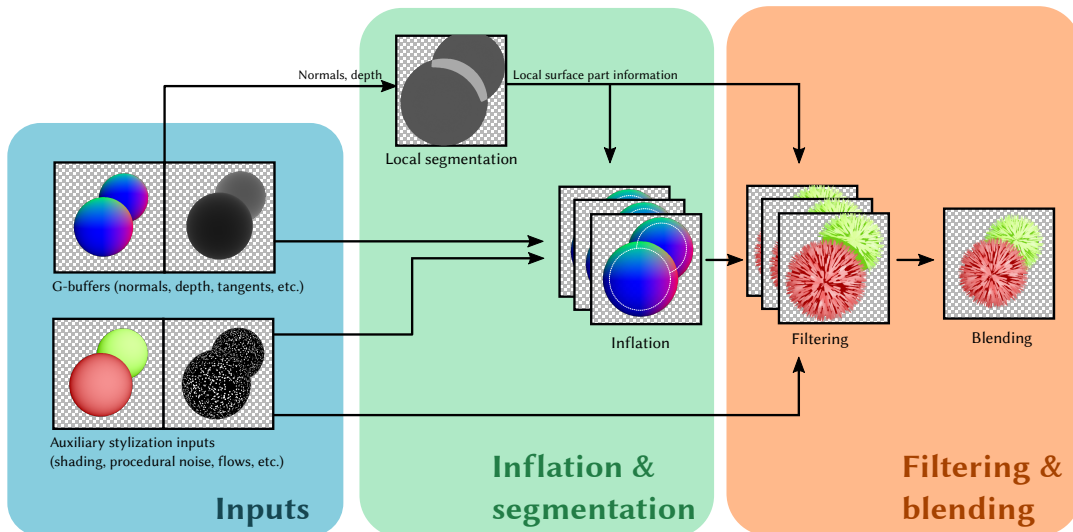 Normals, depth
Local surface part information
Local segmentation
G-buffers (normals, depth, tangents, etc.)
Inflation
Filtering
Blending
Auxiliary stylization inputs
(shading, procedural noise, flows, etc.)
Inputs
Inflation &
segmentation
Filtering &
blending